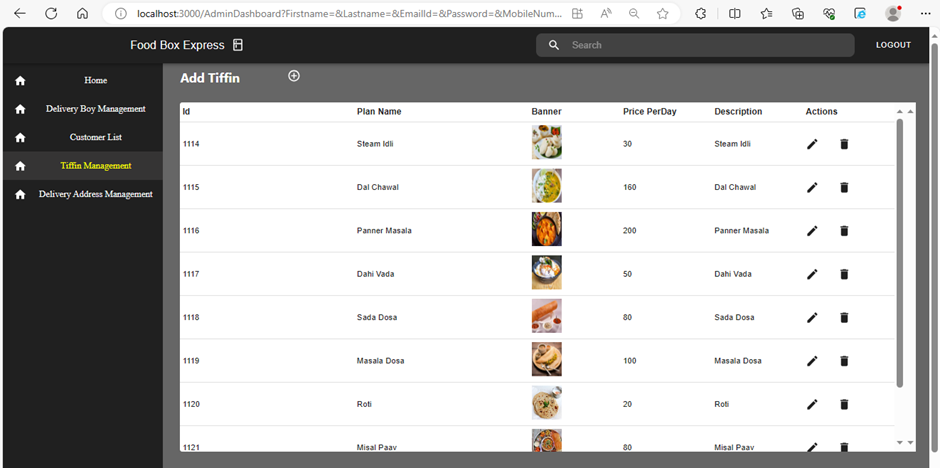 localhost:3000/AdminDashboard?Firstname=&Lastname=&EmailId=&Password=&MobileNum...
Food Box Express
Search
LOGOUT
Home
Delivery Boy Management
Customer List
Tiffin Management
Delivery Address Management
Add Tiffin
Id Plan Name Banner Price PerDay Description Actions
1114 Steam Idli 30 Steam Idli
1115 Dal Chawal 160 Dal Chawal
1116 Panner Masala 200 Panner Masala
1117 Dahi Vada 50 Dahi Vada
1118 Sada Dosa 80 Sada Dosa
1119 Masala Dosa 100 Masala Dosa
1120 Roti 20 Roti
1121 Misal Paav 80 Misal Paav